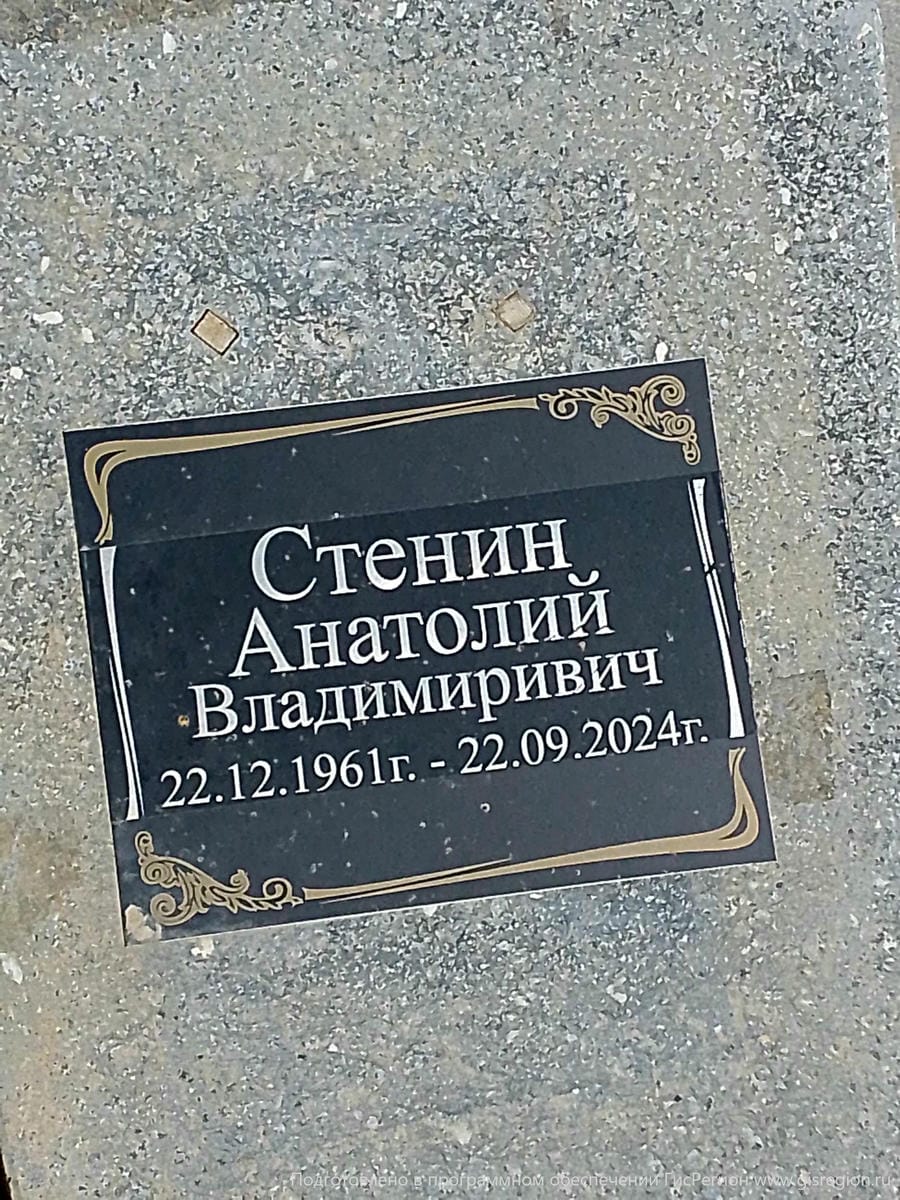 Стенин
Анатолий
Владимиривич
22.12.1961г. - 22.09.2024г.
Подготовлено в программном обеспечении ГисРегион www.gisregion.ru